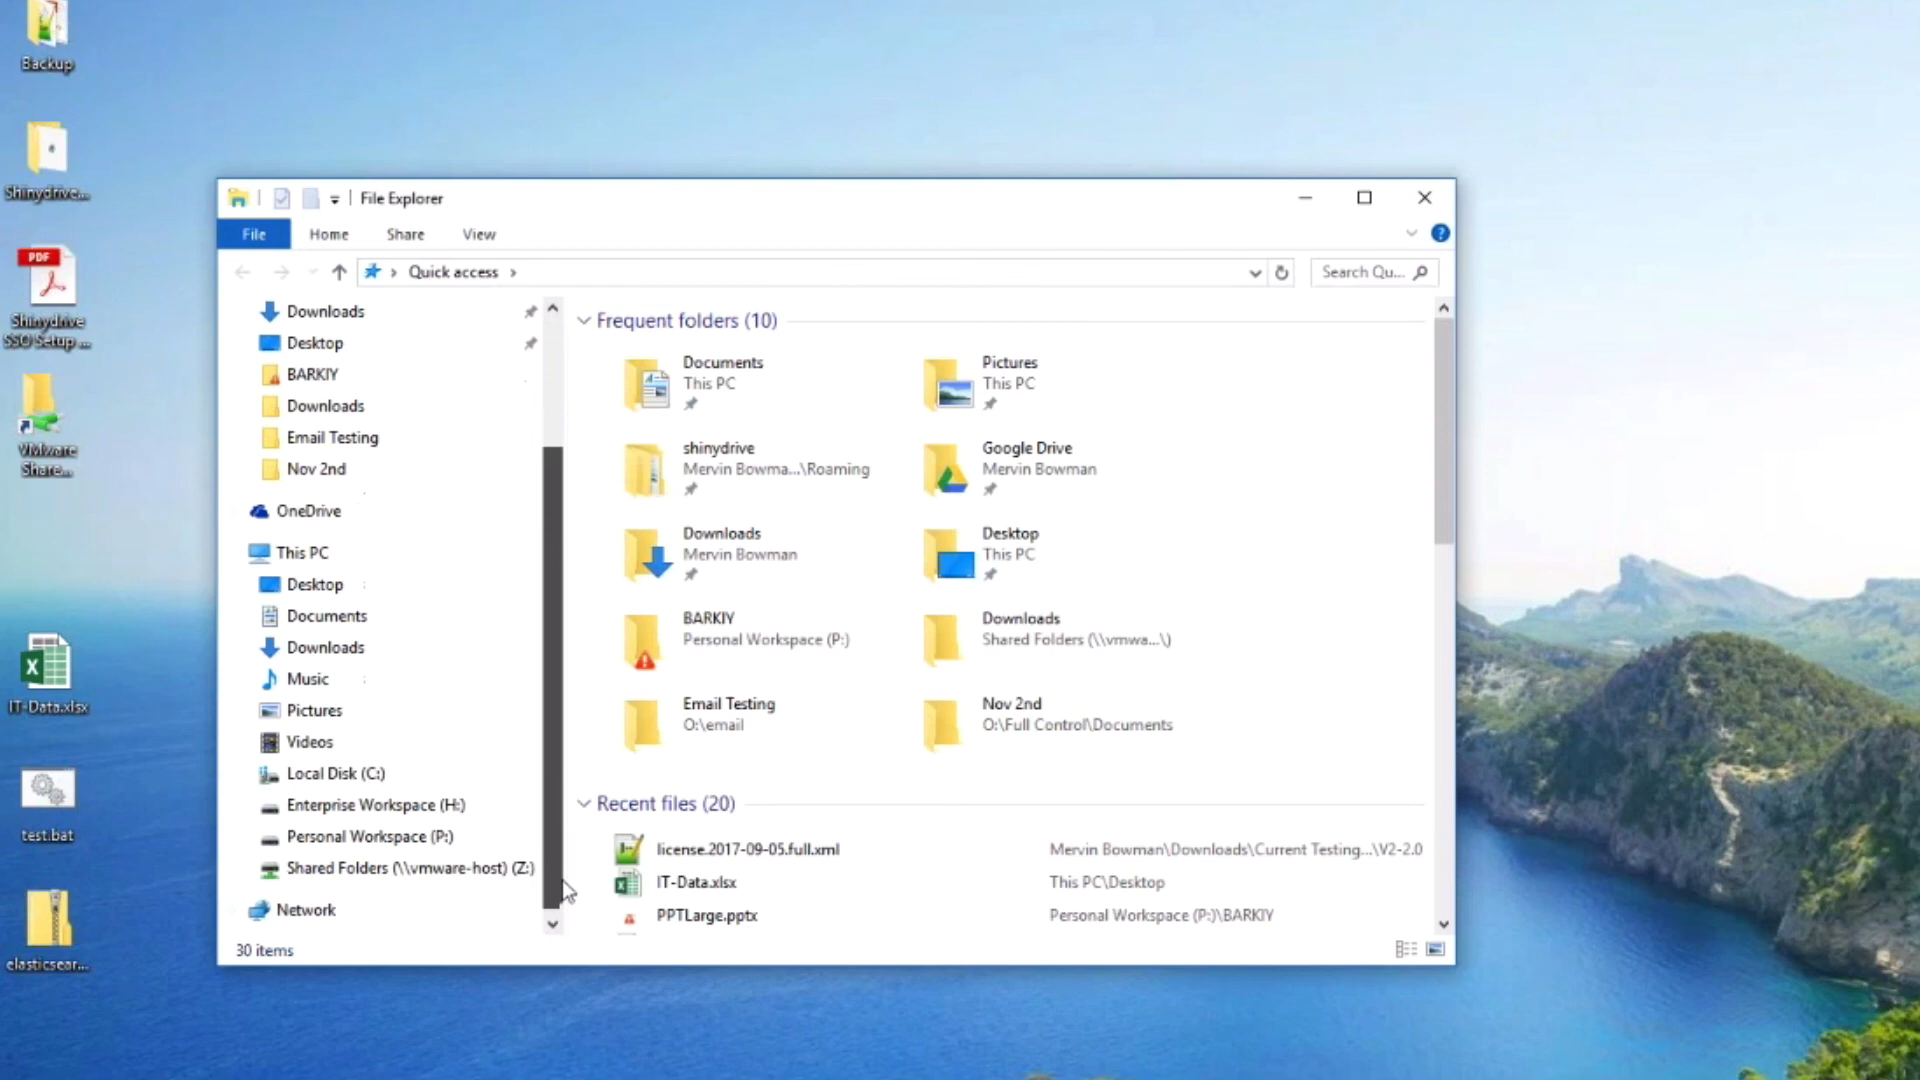 Backup
Shinydrive...
PDF
Shinydrive
SSO Setup ...
VMware
Share...
IT-Data.xlsx
test.bat
elasticsear...
File Explorer
File
Home
Share
View
Quick access
Search Qu...
Downloads
Desktop
BARKIY
Downloads
Email Testing
Nov 2nd
OneDrive
This PC
Desktop
Documents
Downloads
Music
Pictures
Videos
Local Disk (C:)
Enterprise Workspace (H:)
Personal Workspace (P:)
Shared Folders (\\vmware-host) (Z:)
Network
Frequent folders (10)
Documents
This PC
Pictures
This PC
shinydrive
Mervin Bowma...\Roaming
Google Drive
Mervin Bowman
Downloads
Mervin Bowman
Desktop
This PC
BARKIY
Personal Workspace (P:)
Downloads
Shared Folders (\\vmwa...\)
Email Testing
O:\email
Nov 2nd
O:\Full Control\Documents
Recent files (20)
license.2017-09-05.full.xml
Mervin Bowman\Downloads\Current Testing...\V2-2.0
IT-Data.xlsx
This PC\Desktop
PPTLarge.pptx
Personal Workspace (P:)\BARKIY
30 items